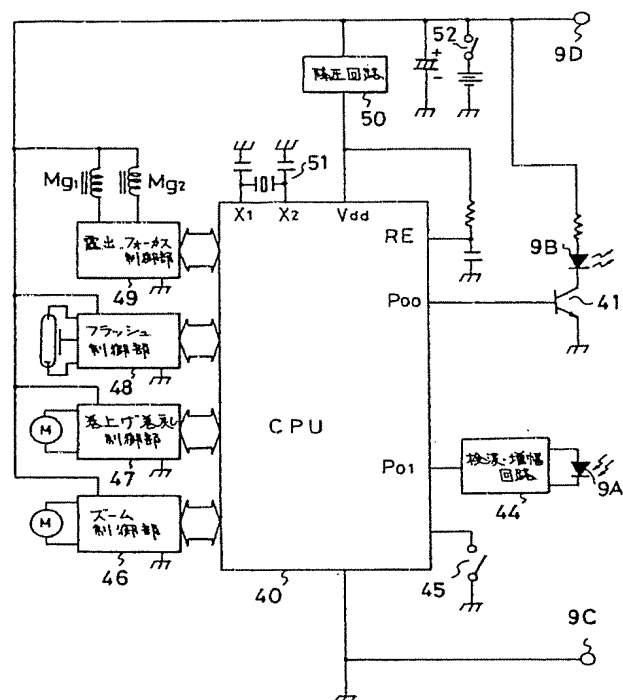 52
9D
降圧回路
50
+
-
Mg1
Mg2
51
X1
X2
Vdd
RE
9B
露出、フォーカス
制御部
49
P00
41
フラッシュ
制御部
48
CPU
巻上げ巻戻し
制御部
M
47
P01
検波・増幅
回路
44
9A
ズーム
制御部
M
46
40
45
9C